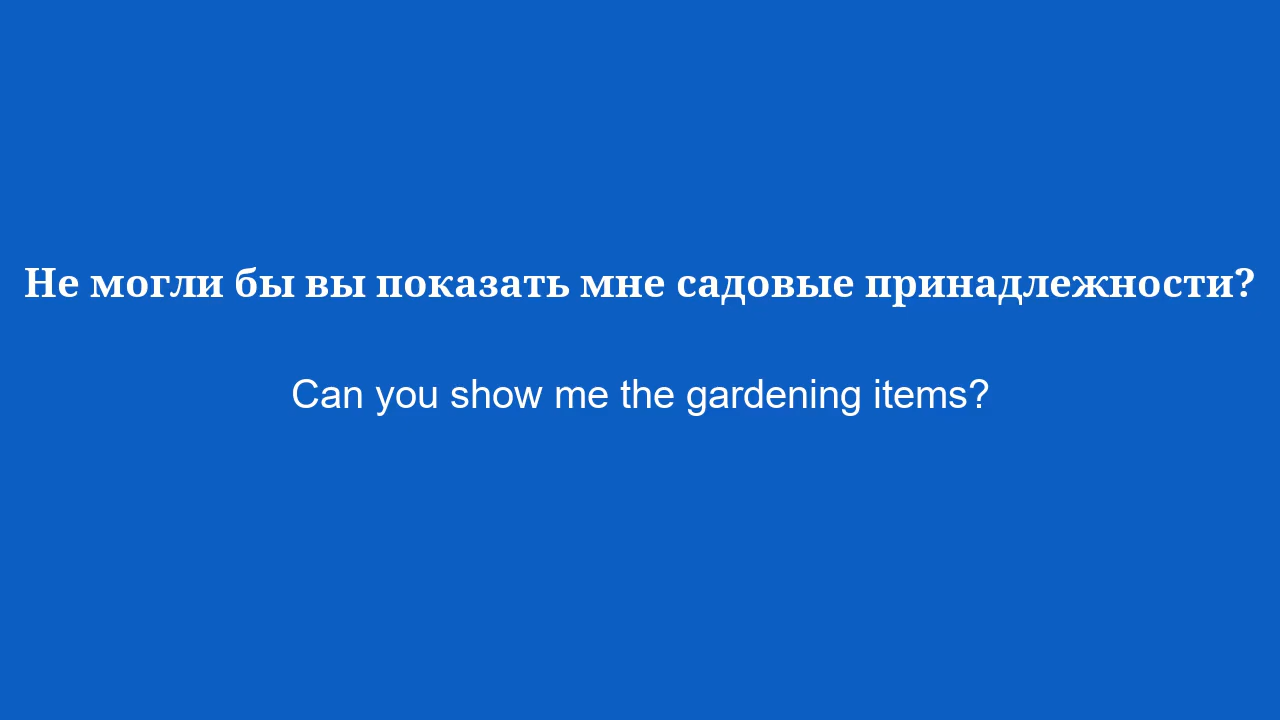 Не могли бы вы показать мне садовые принадлежности?
Can you show me the gardening items?